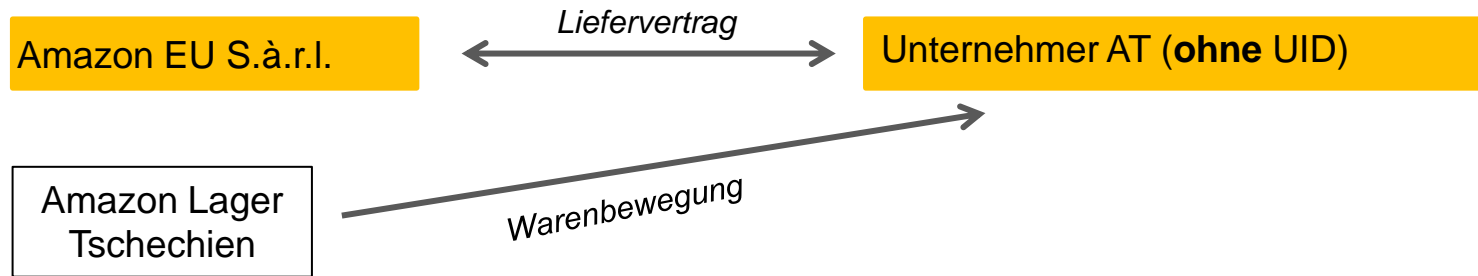 Liefervertrag
Amazon EU S.à.r.l.
Unternehmer AT (ohne UID)
Amazon Lager
Tschechien
Warenbewegung